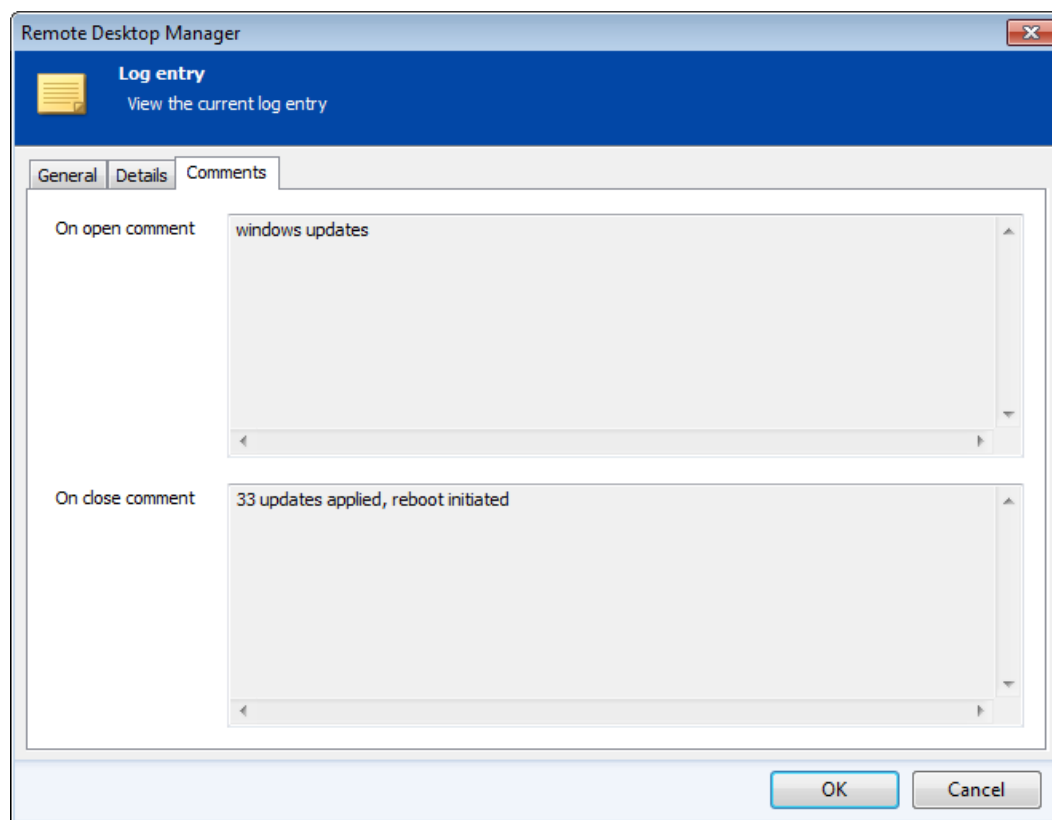 Remote Desktop Manager
Log entry
View the current log entry
General Details Comments
On open comment windows updates
On close comment 33 updates applied, reboot initiated
OK Cancel